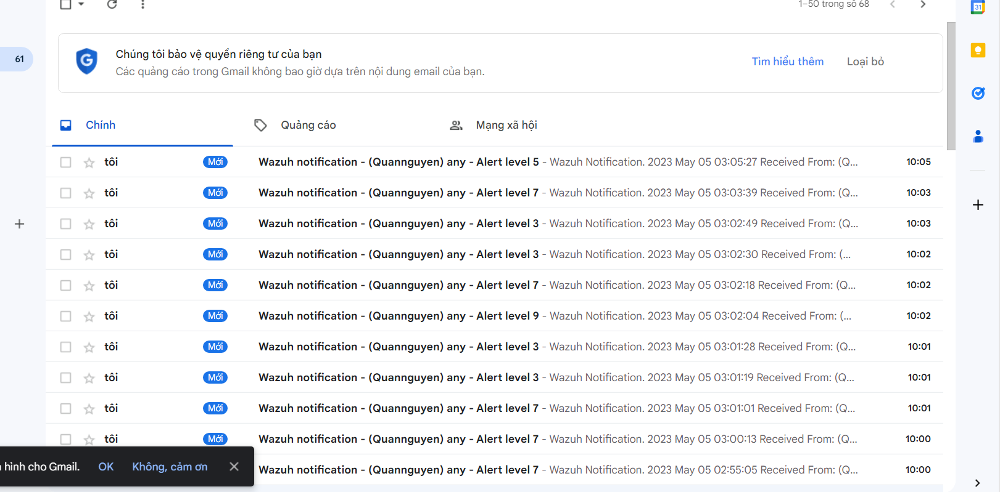 1–50 trong số 68
31
61
Chúng tôi bảo vệ quyền riêng tư của bạn
Các quảng cáo trong Gmail không bao giờ dựa trên nội dung email của bạn.
Tìm hiểu thêm
Loại bỏ
Chính
Quảng cáo
Mạng xã hội
tôi Mới Wazuh notification - (Quannguyen) any - Alert level 5 - Wazuh Notification. 2023 May 05 03:05:27 Received From: (Q... 10:05
tôi Mới Wazuh notification - (Quannguyen) any - Alert level 7 - Wazuh Notification. 2023 May 05 03:03:39 Received From: (Q... 10:03
tôi Mới Wazuh notification - (Quannguyen) any - Alert level 3 - Wazuh Notification. 2023 May 05 03:02:49 Received From: (Q... 10:03
tôi Mới Wazuh notification - (Quannguyen) any - Alert level 3 - Wazuh Notification. 2023 May 05 03:02:30 Received From: (... 10:02
tôi Mới Wazuh notification - (Quannguyen) any - Alert level 7 - Wazuh Notification. 2023 May 05 03:02:18 Received From: (Q... 10:02
tôi Mới Wazuh notification - (Quannguyen) any - Alert level 9 - Wazuh Notification. 2023 May 05 03:02:04 Received From: (... 10:02
tôi Mới Wazuh notification - (Quannguyen) any - Alert level 3 - Wazuh Notification. 2023 May 05 03:01:28 Received From: (Q... 10:01
tôi Mới Wazuh notification - (Quannguyen) any - Alert level 3 - Wazuh Notification. 2023 May 05 03:01:19 Received From: (Q... 10:01
tôi Mới Wazuh notification - (Quannguyen) any - Alert level 7 - Wazuh Notification. 2023 May 05 03:01:01 Received From: (Q... 10:01
tôi Mới Wazuh notification - (Quannguyen) any - Alert level 7 - Wazuh Notification. 2023 May 05 03:00:13 Received From: (Q... 10:00
Wazuh notification - (Quannguyen) any - Alert level 7 - Wazuh Notification. 2023 May 05 02:55:05 Received From: (Q... 10:00
hình cho Gmail. OK Không, cảm ơn